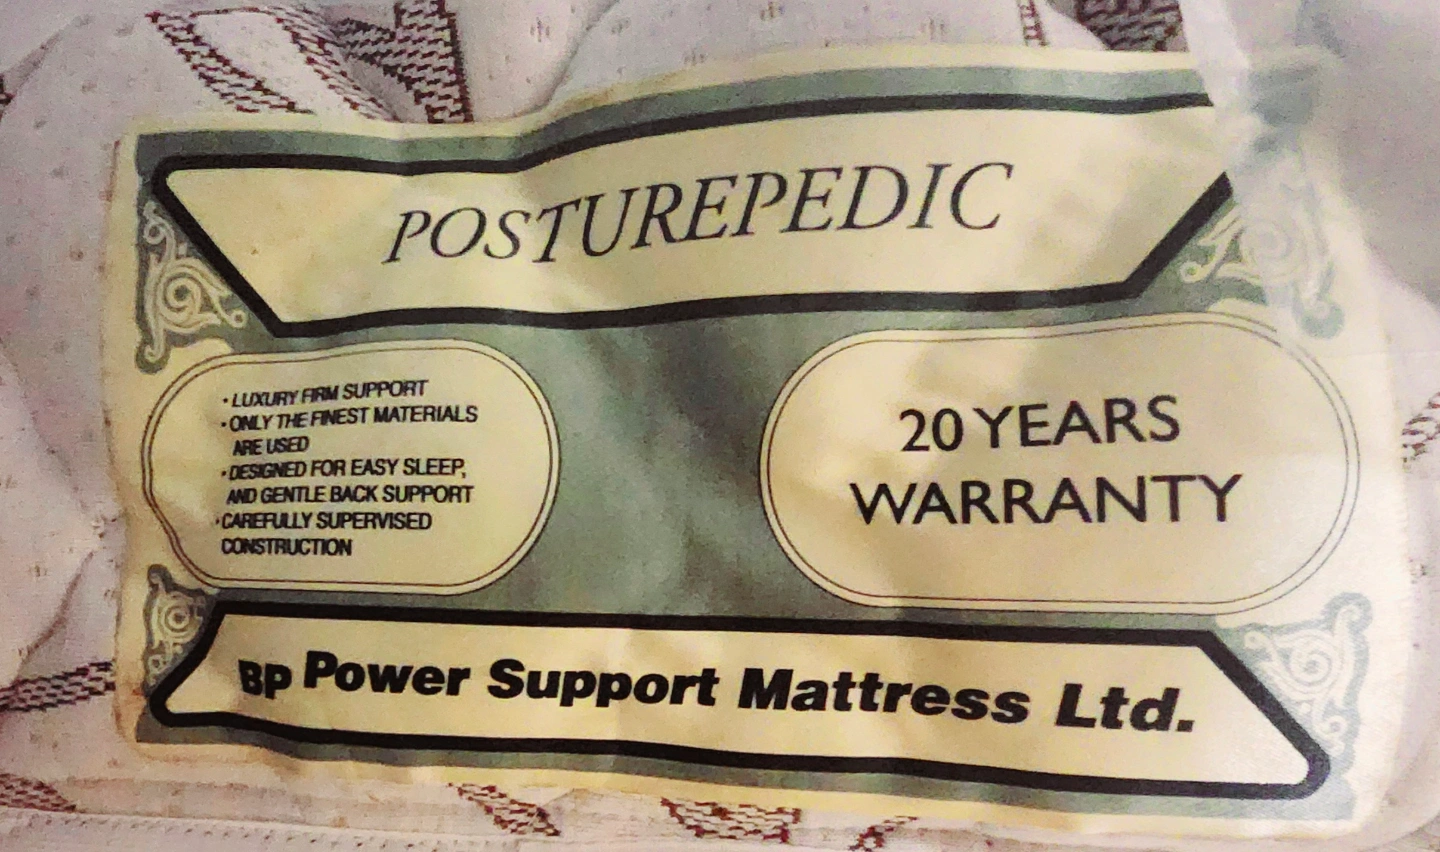 POSTUREPEDIC
• LUXURY FIRM SUPPORT
• ONLY THE FINEST MATERIALS
ARE USED
• DESIGNED FOR EASY SLEEP,
AND GENTLE BACK SUPPORT
• CAREFULLY SUPERVISED
CONSTRUCTION
20 YEARS
WARRANTY
BP Power Support Mattress Ltd.